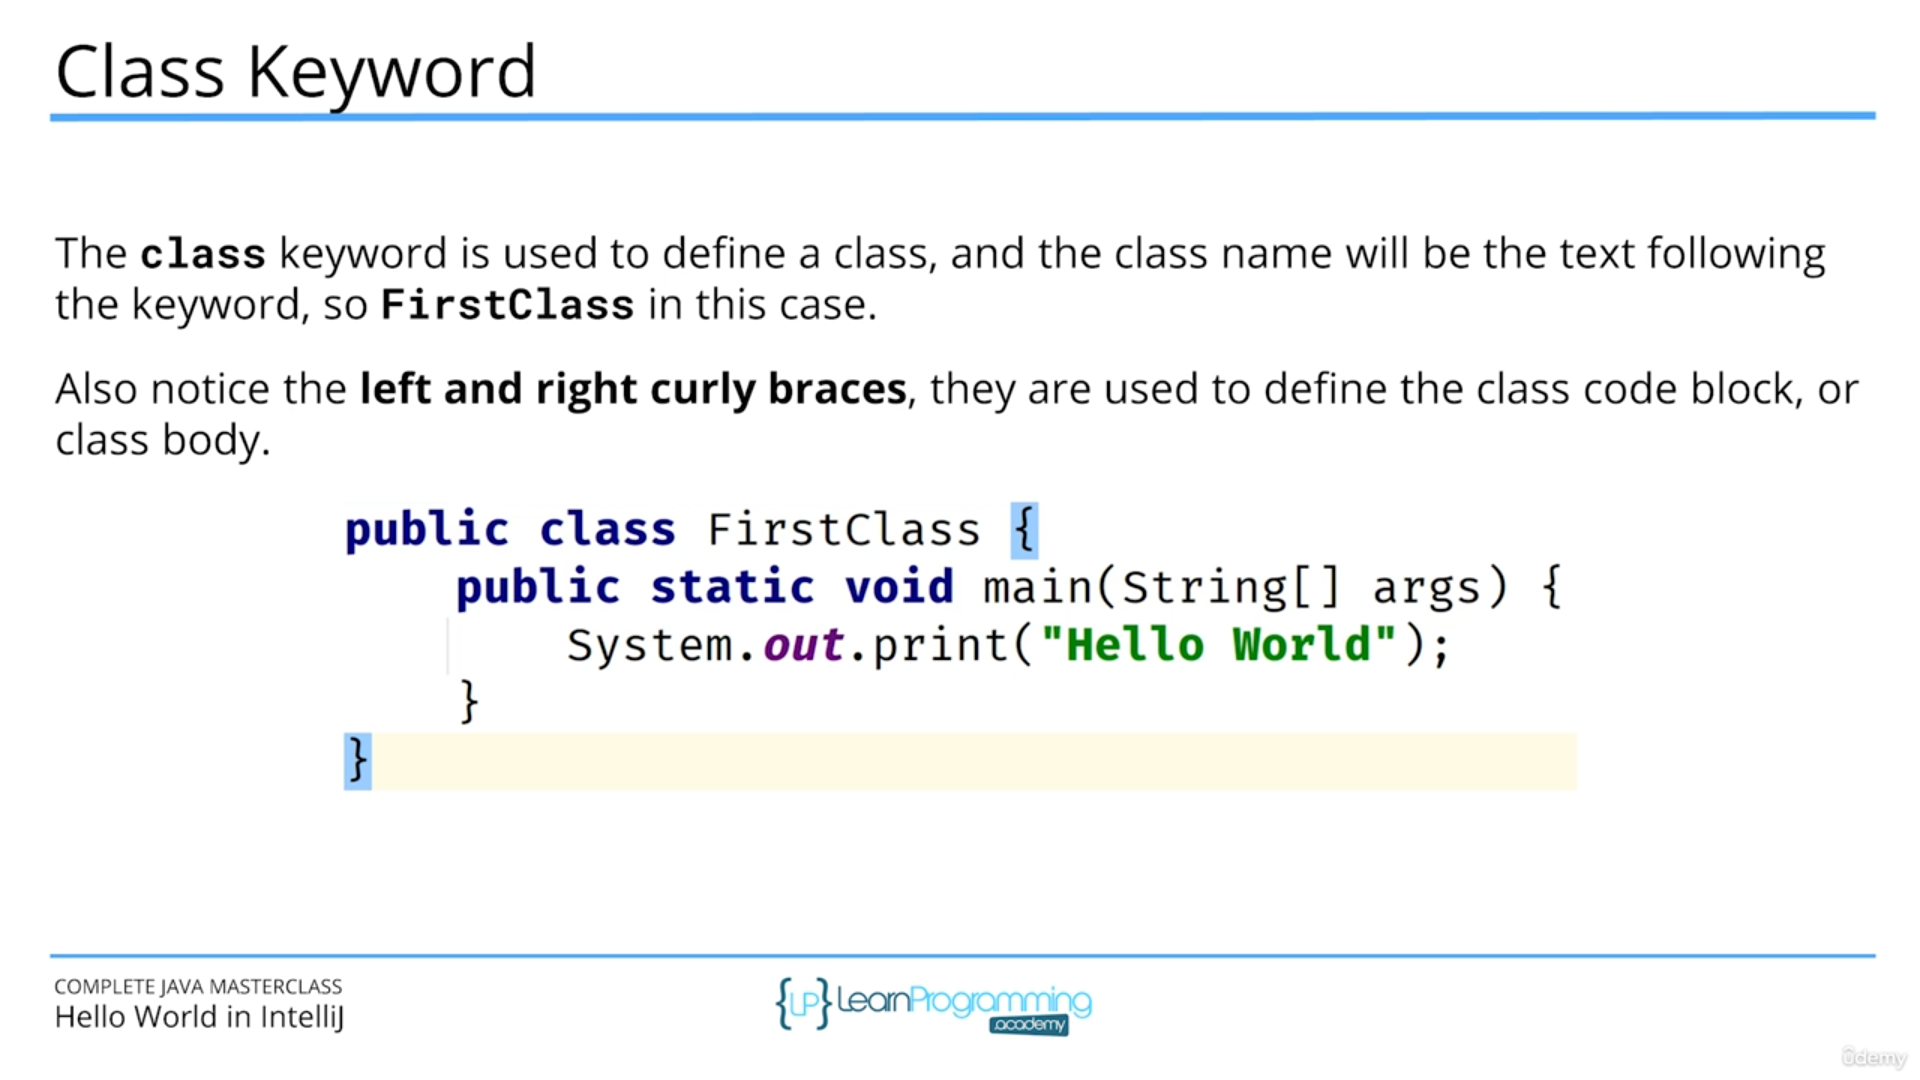 Class Keyword
The class keyword is used to define a class, and the class name will be the text following
the keyword, so FirstClass in this case.
Also notice the left and right curly braces, they are used to define the class code block, or
class body.
public class FirstClass {
    public static void main(String[] args) {
        System.out.print("Hello World");
    }
}
COMPLETE JAVA MASTERCLASS
Hello World in IntelliJ
{LP} LearnProgramming
academy
ûdemy